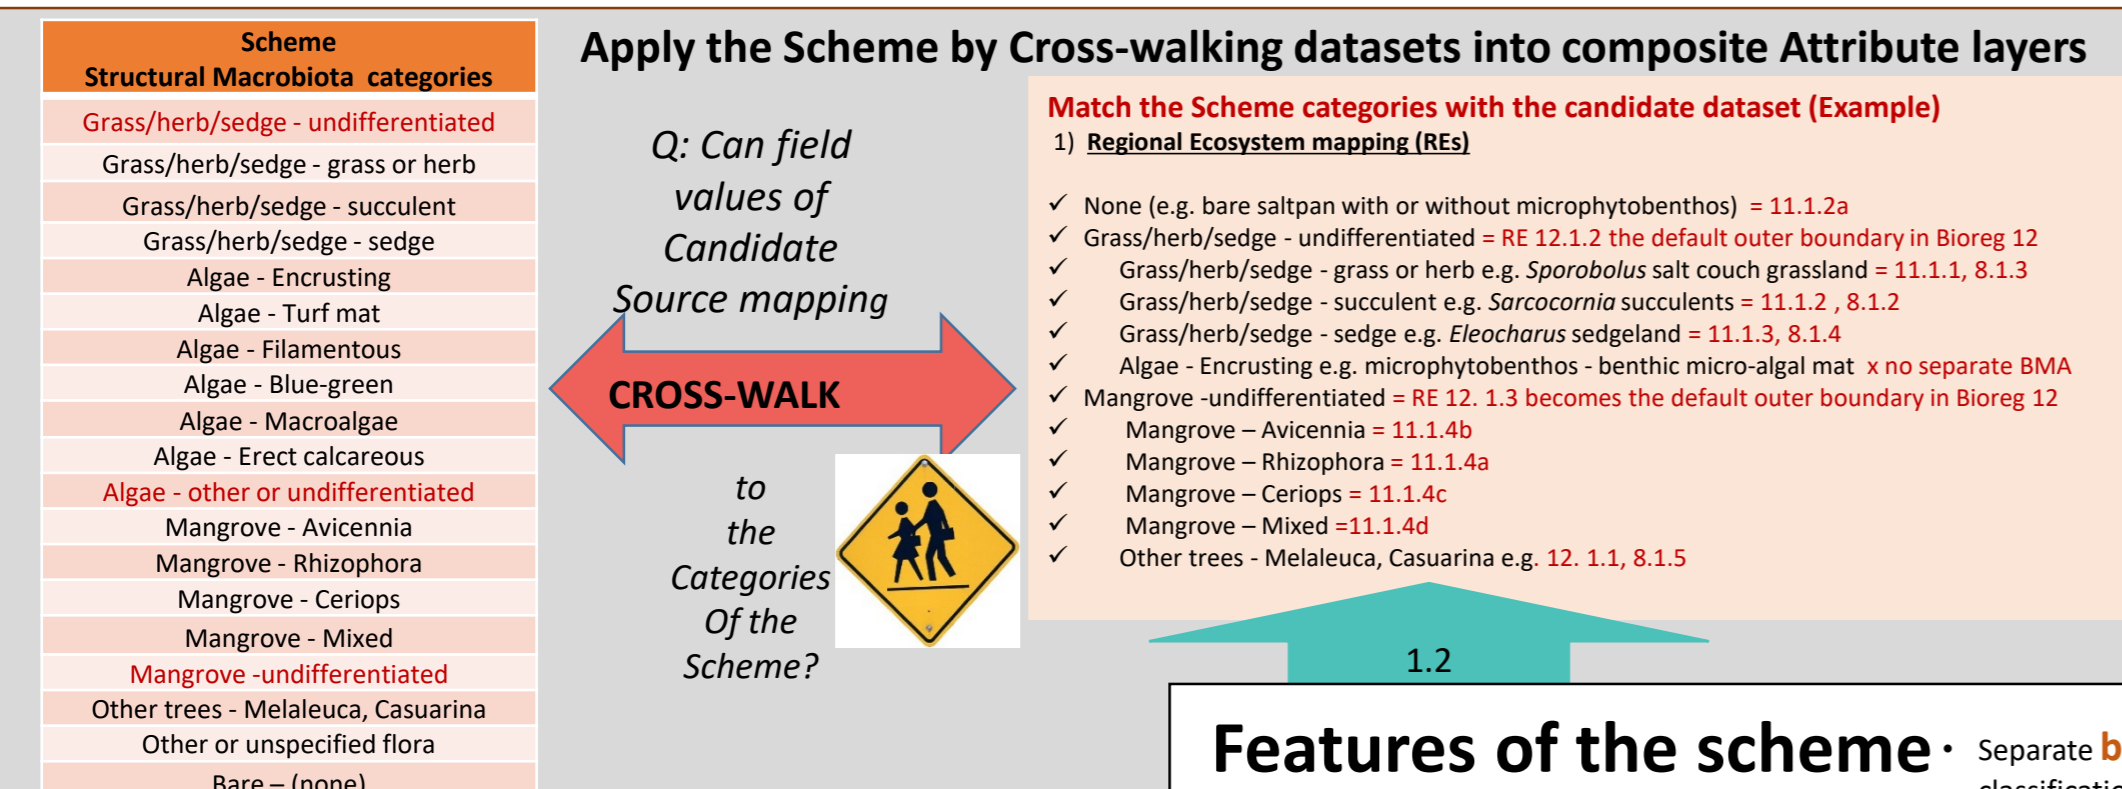 Scheme
Structural Macrobiota categories
Grass/herb/sedge - undifferentiated
Grass/herb/sedge - grass or herb
Grass/herb/sedge - succulent
Grass/herb/sedge - sedge
Algae - Encrusting
Algae - Turf mat
Algae - Filamentous
Algae - Blue-green
Algae - Macroalgae
Algae - Erect calcareous
Algae - other or undifferentiated
Mangrove - Avicennia
Mangrove - Rhizophora
Mangrove - Ceriops
Mangrove - Mixed
Mangrove -undifferentiated
Other trees - Melaleuca, Casuarina
Other or unspecified flora
Bare – (none)
Apply the Scheme by Cross-walking datasets into composite Attribute layers
Q: Can field
values of
Candidate
Source mapping
CROSS-WALK
to
the
Categories
Of the
Scheme?
Match the Scheme categories with the candidate dataset (Example)
1) Regional Ecosystem mapping (REs)
✓ None (e.g. bare saltpan with or without microphytobenthos) = 11.1.2a
✓ Grass/herb/sedge - undifferentiated = RE 12.1.2 the default outer boundary in Bioreg 12
✓ Grass/herb/sedge - grass or herb e.g. Sporobolus salt couch grassland = 11.1.1, 8.1.3
✓ Grass/herb/sedge - succulent e.g. Sarcocornia succulents = 11.1.2 , 8.1.2
✓ Grass/herb/sedge - sedge e.g. Eleocharus sedgeland = 11.1.3, 8.1.4
✓ Algae - Encrusting e.g. microphytobenthos - benthic micro-algal mat x no separate BMA
✓ Mangrove -undifferentiated = RE 12. 1.3 becomes the default outer boundary in Bioreg 12
✓ Mangrove – Avicennia = 11.1.4b
✓ Mangrove – Rhizophora = 11.1.4a
✓ Mangrove – Ceriops = 11.1.4c
✓ Mangrove – Mixed =11.1.4d
✓ Other trees - Melaleuca, Casuarina e.g. 12. 1.1, 8.1.5
1.2
Features of the scheme
• Separate b